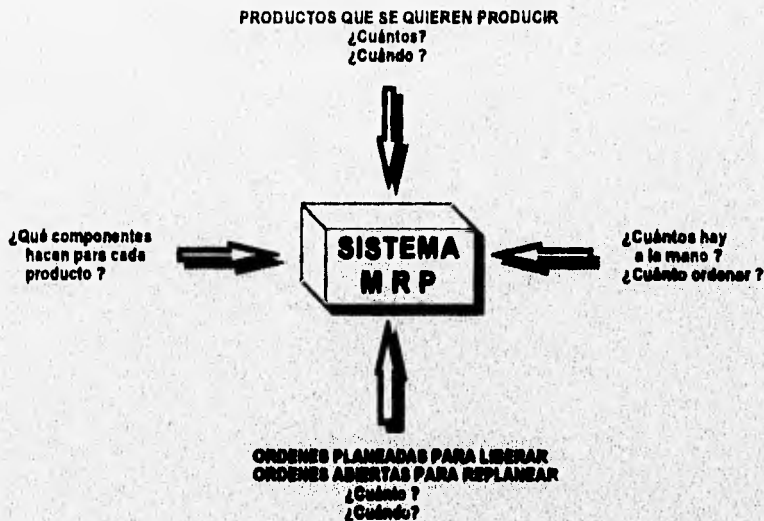 PRODUCTOS QUE SE QUIEREN PRODUCIR
¿Cuántos?
¿Cuándo ?
¿Qué componentes
hacen para cada
producto ?
SISTEMA
M R P
¿Cuántos hay
a la mano ?
¿Cuánto ordenar ?
ORDENES PLANEADAS PARA LIBERAR
ORDENES ABIERTAS PARA REPLANEAR
¿Cuánto ?
¿Cuándo?